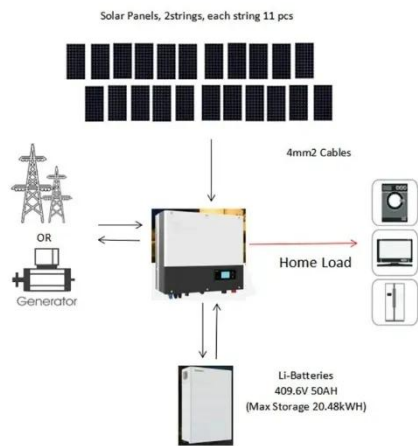 Solar Panels, 2strings, each string 11 pcs
4mm2 Cables
OR
Generator
Home Load
Li-Batteries
409.6V 50AH
(Max Storage 20.48kWH)